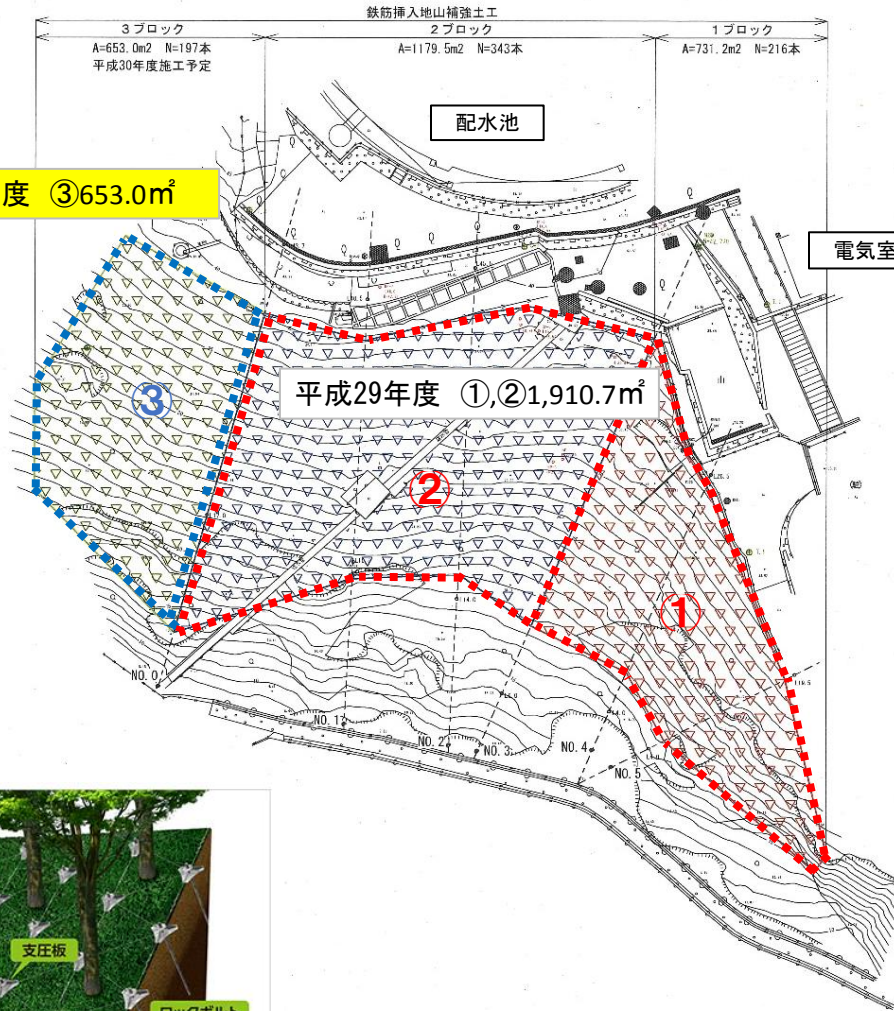 鉄筋挿入地山補強土工
3ブロック
2ブロック
1ブロック
A=653.0m2 N=197本
A=1179.5m2 N=343本
A=731.2m2 N=216本
平成30年度施工予定
配水池
度 ③653.0㎡
電気室
平成29年度 ①,②1,910.7㎡
③
②
①
NO.0
NO.1
NO.2
NO.3
NO.4
NO.5
支圧板
ロックボルト